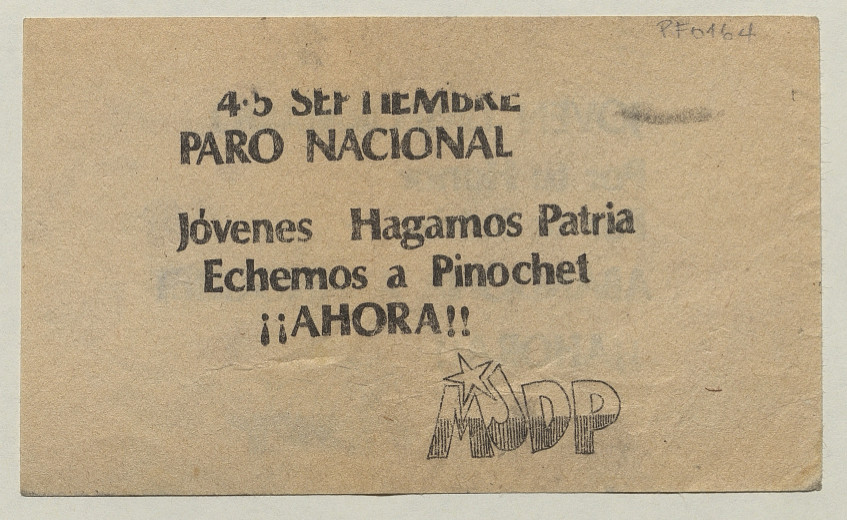 PF0164
4·5 SEPTIEMBRE
PARO NACIONAL
Jóvenes Hagamos Patria
Echemos a Pinochet
¡¡AHORA!!
MJDP